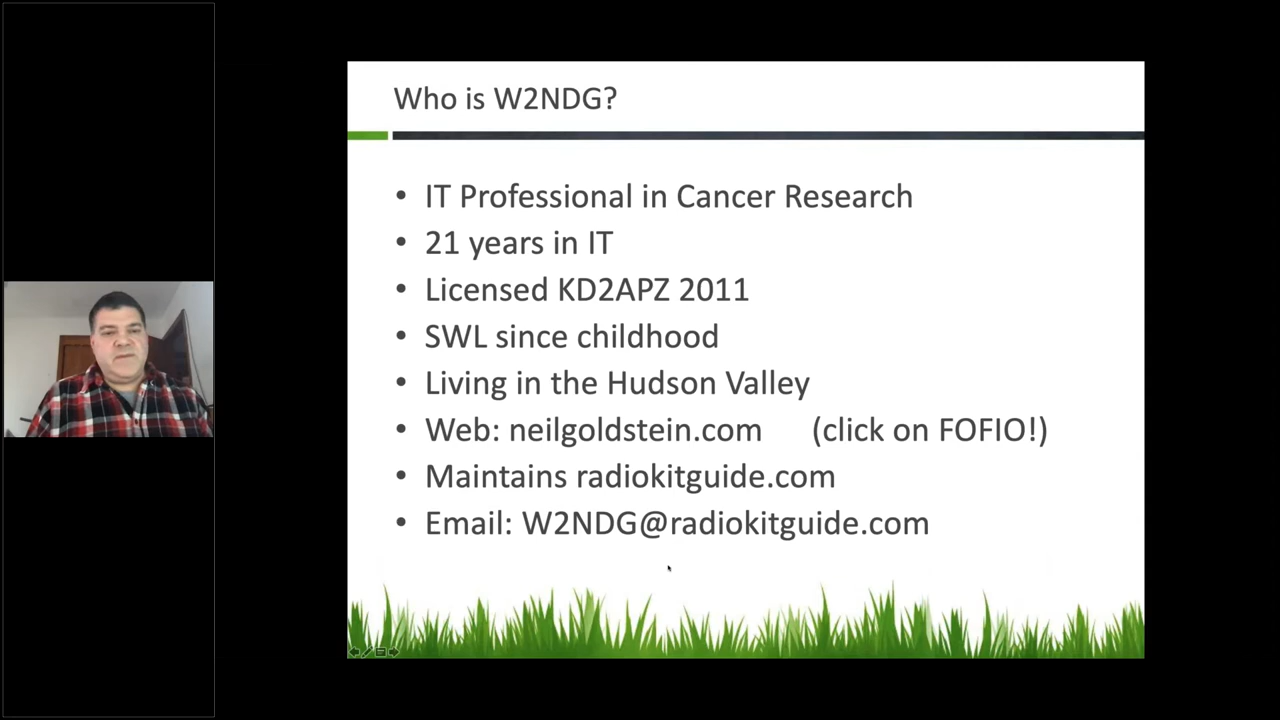 Who is W2NDG?
• IT Professional in Cancer Research
• 21 years in IT
• Licensed KD2APZ 2011
• SWL since childhood
• Living in the Hudson Valley
• Web: neilgoldstein.com (click on FOFIO!)
• Maintains radiokitguide.com
• Email: W2NDG@radiokitguide.com